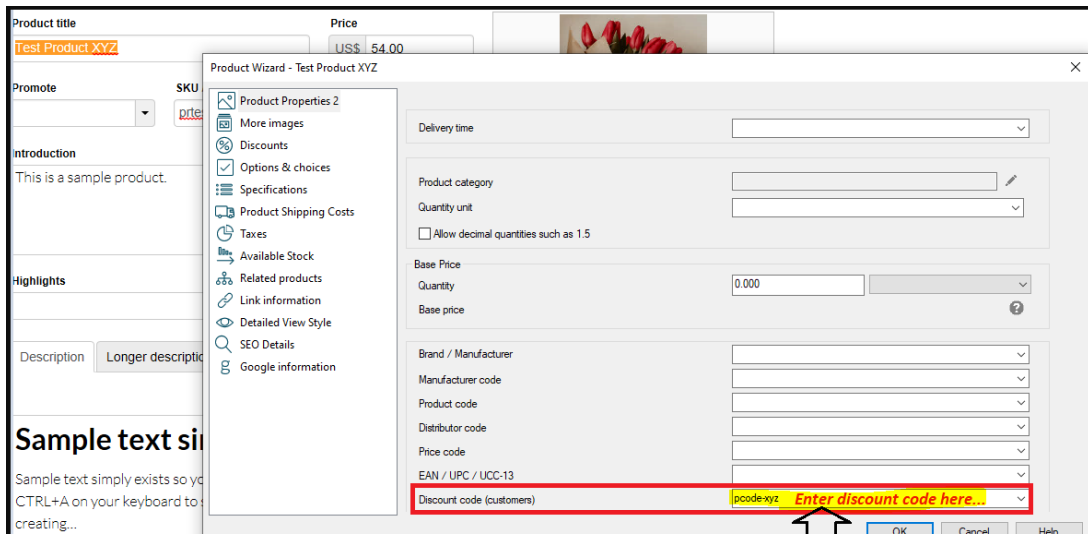 Product title
Price
Test Product XYZ
US$ 54.00
Product Wizard - Test Product XYZ
Promote
SKU
Introduction
This is a sample product.
Highlights
Description
Sample text simply exists so
CTRL+A on your keyboard to
creating...
Product Properties 2
More images
Discounts
Options & choices
Specifications
Product Shipping Costs
Taxes
Available Stock
Related products
Link information
Detailed View Style
SEO Details
Google information
Delivery time
Product category
Quantity unit
Allow decimal quantities such as 1.5
Base Price
Quantity
0.000
Base price
Brand / Manufacturer
Manufacturer code
Product code
Distributor code
Price code
EAN / UPC / UCC-13
Discount code (customers)
pcode-xyz Enter discount code here...
OK
Cancel
Help
Longer
Sample text